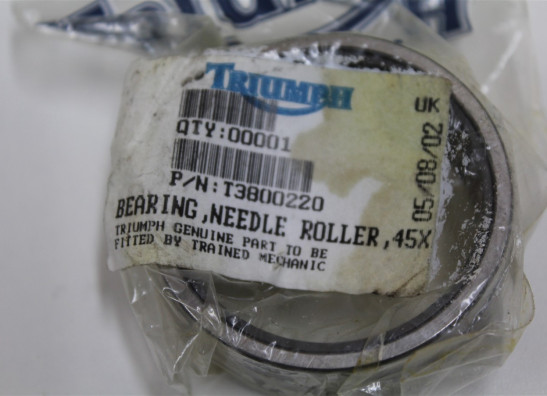 TRIUMPH
UK
QTY:00001
P/N:T3800220
05/08/02
BEARING,NEEDLE ROLLER,45X
TRIUMPH GENUINE PART TO BE
FITTED BY TRAINED MECHANIC